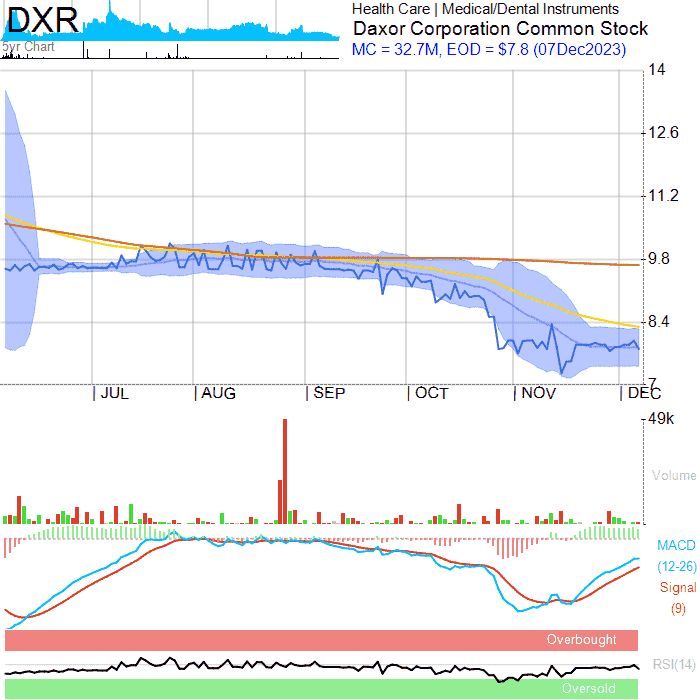 DXR
5yr Chart
Health Care | Medical/Dental Instruments
Daxor Corporation Common Stock
MC = 32.7M, EOD = $7.8 (07Dec2023)
14
12.6
11.2
9.8
8.4
7
JUL AUG SEP OCT NOV DEC
49k
Volume
MACD
(12-26)
Signal
(9)
Overbought
RSI(14)
Oversold